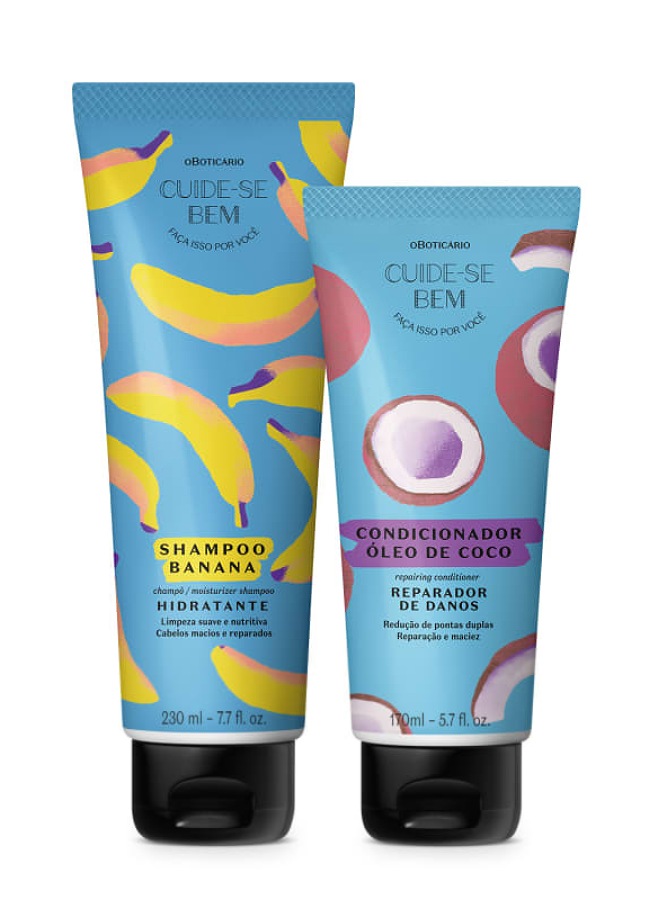 oBOTICÁRIO
CUIDE-SE
BEM
FAÇA ISSO POR VOCÊ
SHAMPOO
BANANA
champô / moisturizer shampoo
HIDRATANTE
Limpeza suave e nutritiva
Cabelos macios e reparados
230 ml – 7.7 fl. oz.
oBOTICÁRIO
CUIDE-SE
BEM
FAÇA ISSO POR VOCÊ
CONDICIONADOR
ÓLEO DE COCO
repairing conditioner
REPARADOR
DE DANOS
Redução de pontas duplas
Reparação e maciez
170ml – 5.7 fl. oz.